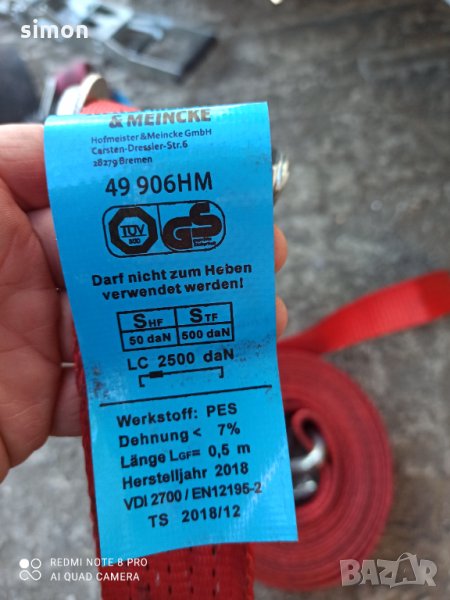 simon
& MEINCKE
Hofmeister & Meincke GmbH
Carsten-Dressler-Str.6
28279 Bremen
49 906HM
TÜV
GS
Darf nicht zum Heben
verwendet werden!
SHF STF
50 daN 500 daN
LC 2500 daN
Werkstoff: PES
Dehnung < 7%
Länge LGF= 0,5 m
Herstelljahr 2018
VDI 2700 / EN12195-2
TS 2018/12
REDMI NOTE 8 PRO
AI QUAD CAMERA
BAZAR